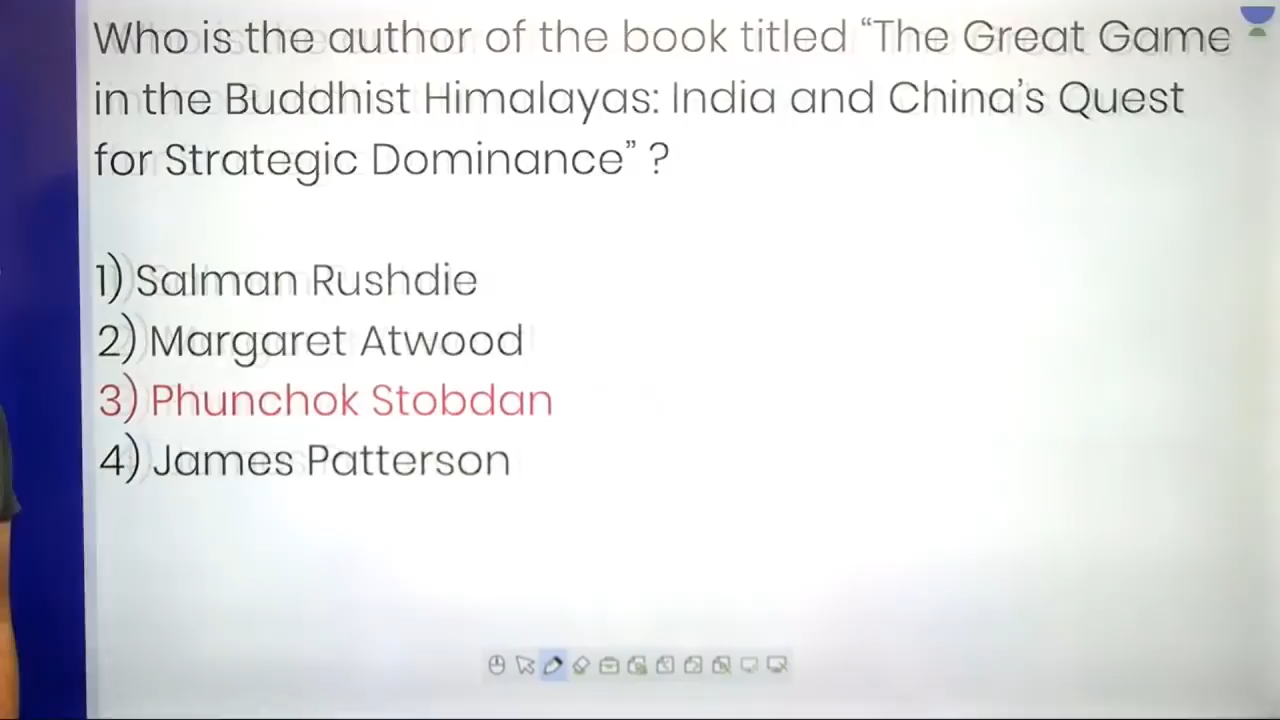 Who is the author of the book titled “The Great Game
in the Buddhist Himalayas: India and China’s Quest
for Strategic Dominance” ?
1) Salman Rushdie
2) Margaret Atwood
3) Phunchok Stobdan
4) James Patterson